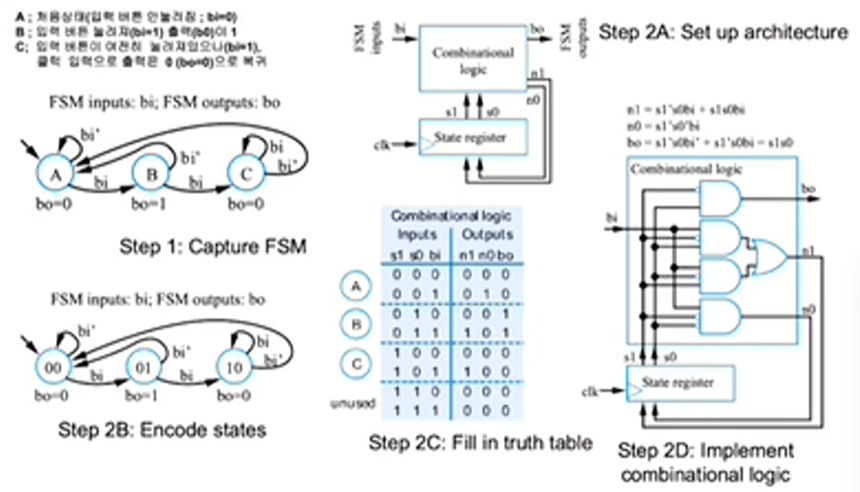 A ; 처음상태(입력 버튼 안눌려짐 ; bi=0)
B ; 입력 버튼 눌려져(bi=1) 출력(b0)이 1
C; 입력 버튼이 여전히 눌려져있으나(bi=1),
클럭 입력으로 출력은 0 (bo=0)으로 복귀
FSM inputs: bi; FSM outputs: bo
bi'
A
bi
B
bi'
bi
C
bi
bi'
bo=0
bo=1
bo=0
Step 1: Capture FSM
FSM inputs: bi; FSM outputs: bo
bi'
00
bi
01
bi'
bi
10
bi
bi'
bo=0
bo=1
bo=0
Step 2B: Encode states
FSM inputs
bi
Combinational logic
bo
FSM outputs
n1
n0
s1 s0
clk
State register
Step 2A: Set up architecture
Combinational logic
Inputs Outputs
s1 s0 bi n1 n0 bo
A
0 0 0 0 0 0
0 0 1 0 1 0
B
0 1 0 0 0 1
0 1 1 1 0 1
C
1 0 0 0 0 0
1 0 1 1 0 0
unused
1 1 0 0 0 0
1 1 1 0 0 0
Step 2C: Fill in truth table
n1 = s1's0bi + s1s0bi
n0 = s1's0'bi
bo = s1's0bi' + s1's0bi = s1s0
Combinational logic
bi
bo
n1
n0
s1 s0
clk
State register
Step 2D: Implement
combinational logic